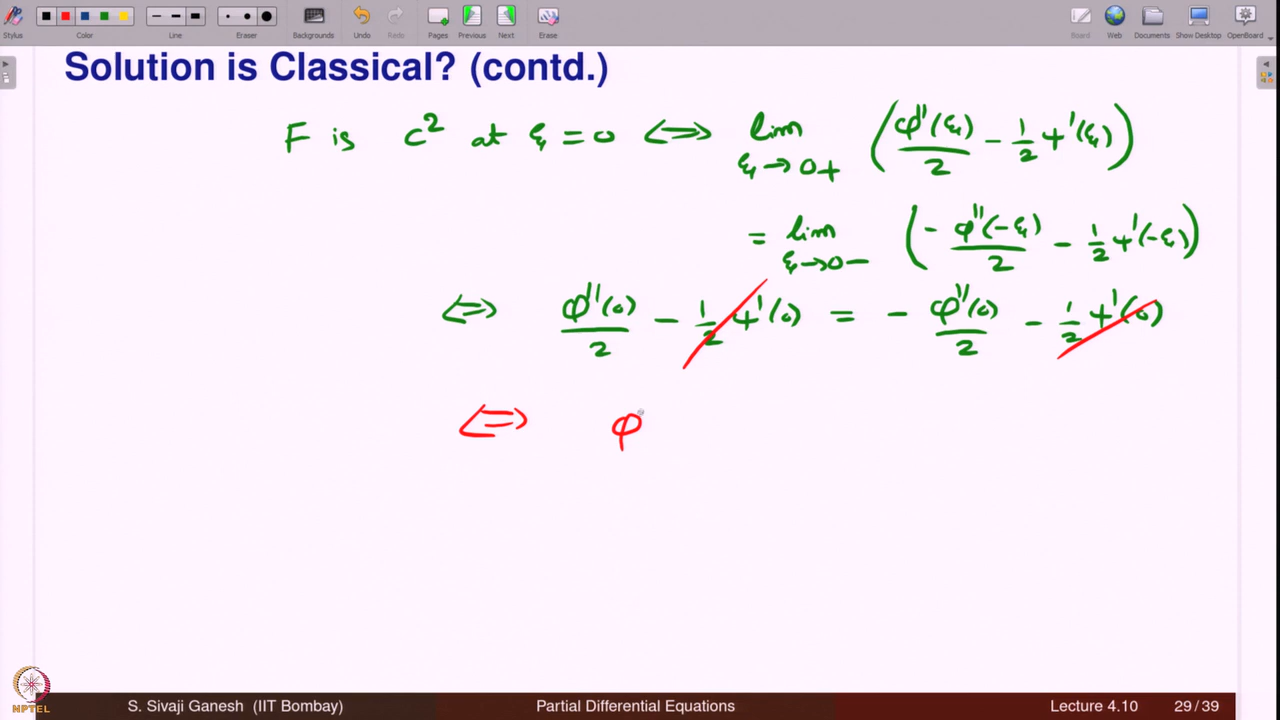 Stylus Color Line Eraser Backgrounds Undo Redo Pages Previous Next Erase Board Web Documents Show Desktop OpenBoard
Solution is Classical? (contd.)
F is C² at ξ = 0 ⟺ lim ξ→0+ (φ''(ξ)/2 − 1/2 ψ'(ξ))
= lim ξ→0− (− φ''(−ξ)/2 − 1/2 ψ'(−ξ))
⟺ φ''(0)/2 − 1/2 ψ'(0) = − φ''(0)/2 − 1/2 ψ'(0)
⟺ φ
NPTEL
S. Sivaji Ganesh (IIT Bombay) Partial Differential Equations Lecture 4.10 29/39